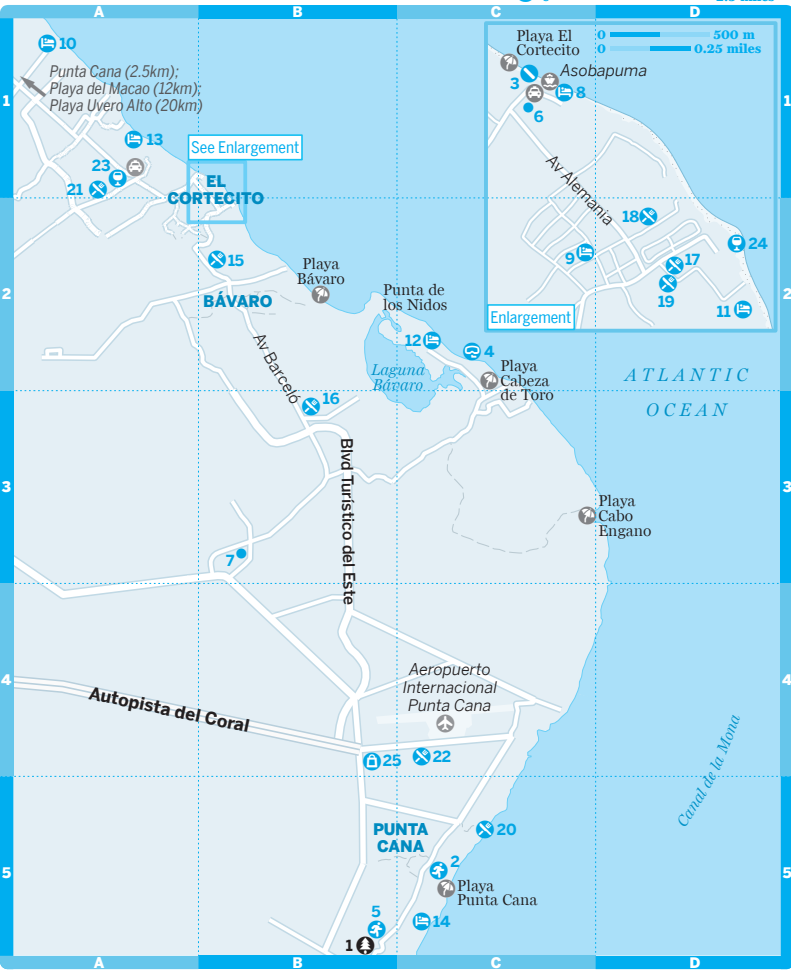 A
B
C
D
10
Punta Cana (2.5km);
Playa del Macao (12km);
Playa Uvero Alto (20km)
1
13
23
21
See Enlargement
EL
CORTECITO
0 500 m
0 0.25 miles
Playa El
Cortecito
Asobapuma
3
8
6
1
Av Alemania
18
24
9
17
19
11
Enlargement
15
2
BÁVARO
Playa
Bávaro
Punta de
los Nidos
12
4
Laguna
Bávaro
Playa
Cabeza
de Toro
2
ATLANTIC
OCEAN
Av Barceló
16
3
Blvd Turístico del Este
Playa
Cabo
Engano
3
7
4
Aeropuerto
Internacional
Punta Cana
4
Autopista del Coral
25
22
Canal de la Mona
PUNTA
CANA
20
5
2
Playa
Punta Cana
5
5
14
1
A
B
C
D